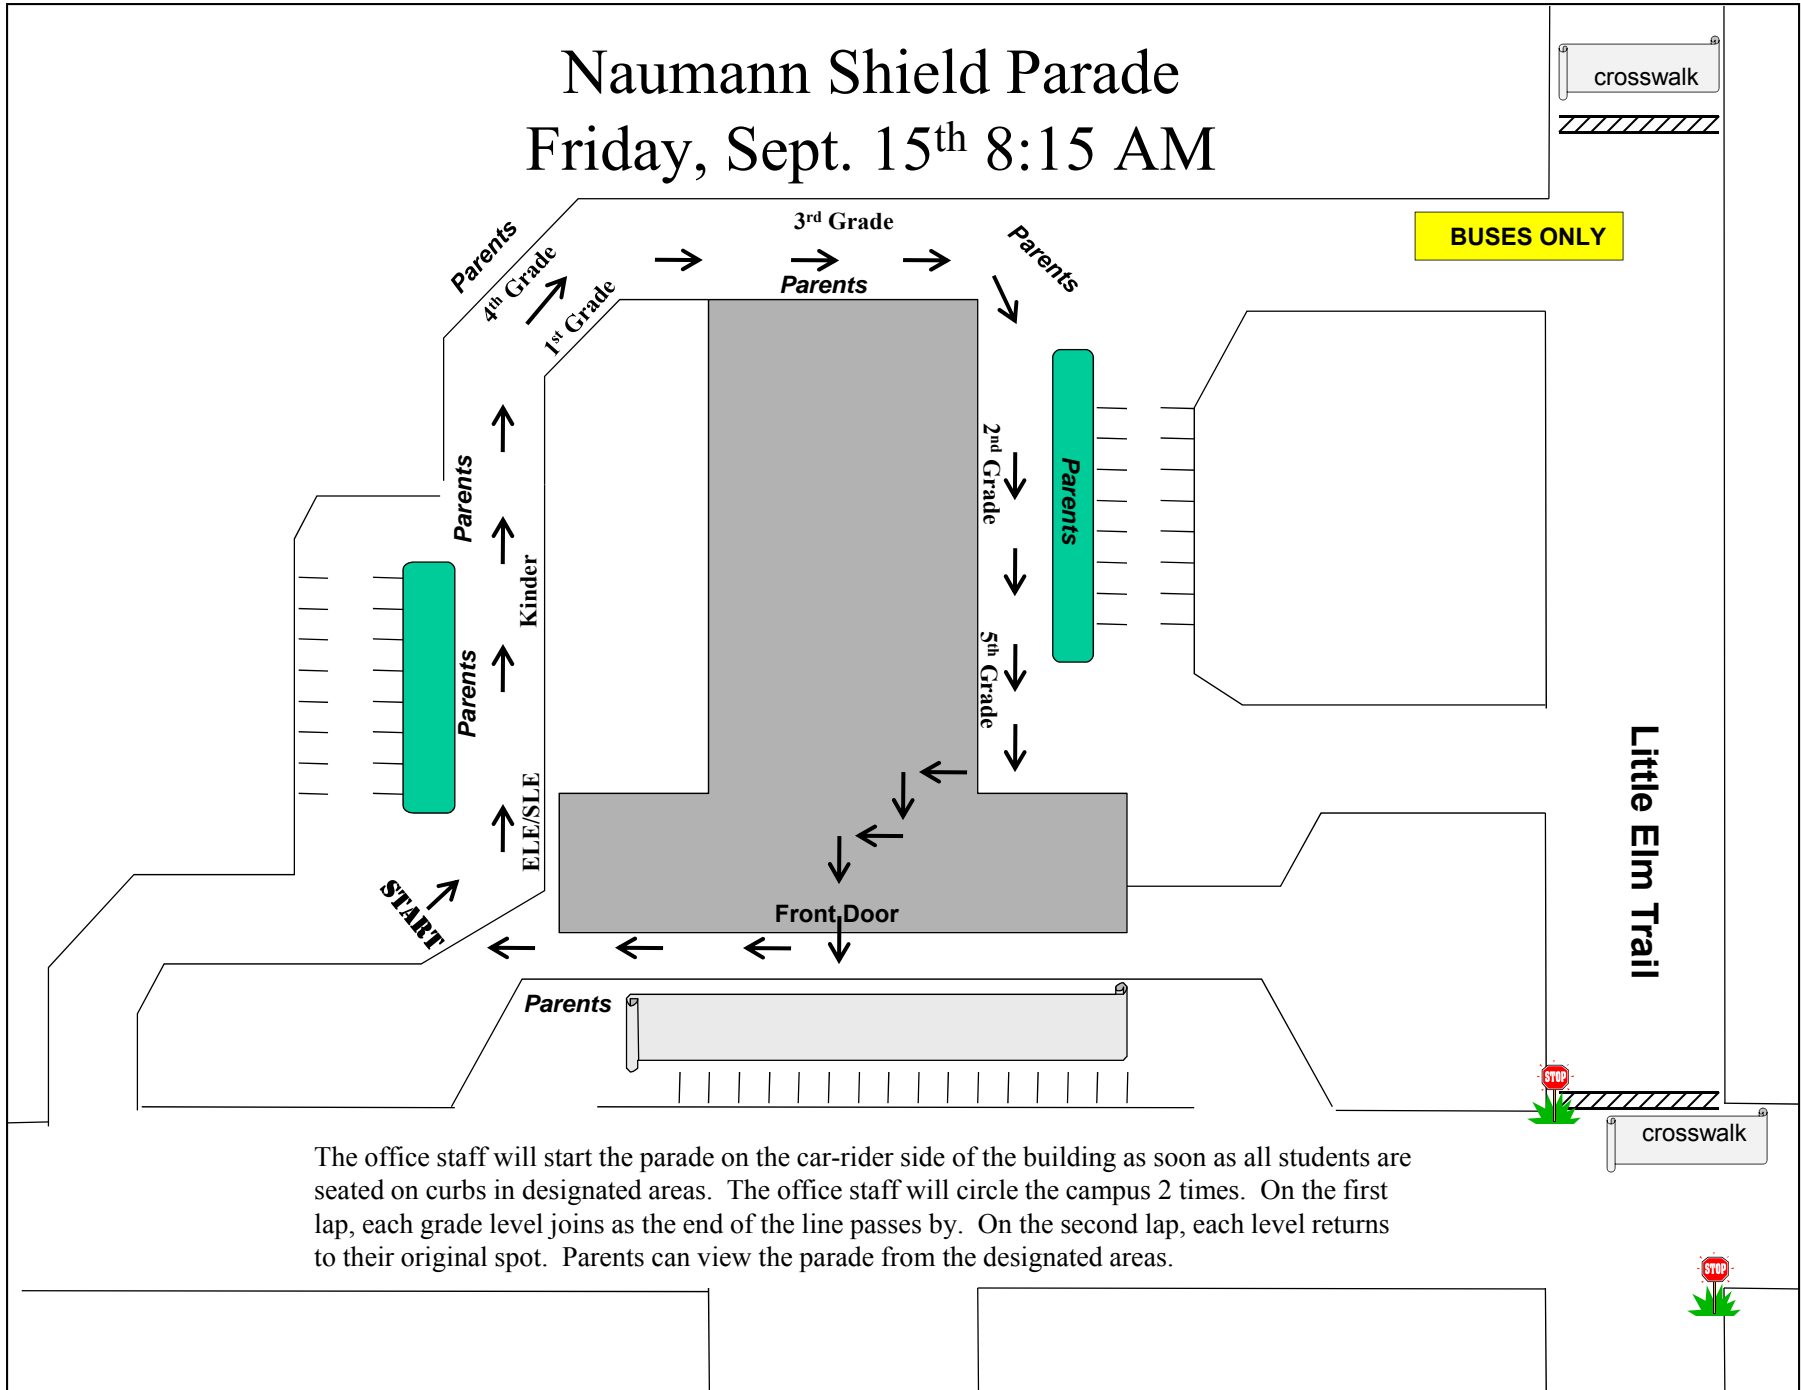 Naumann Shield Parade
Friday, Sept. 15th 8:15 AM
crosswalk
BUSES ONLY
3rd Grade
Parents
Parents
Parents
4th Grade
1st Grade
2nd Grade
Parents
Parents
Kinder
5th Grade
Parents
ELE/SLE
START
Front Door
Little Elm Trail
Parents
STOP
crosswalk
The office staff will start the parade on the car-rider side of the building as soon as all students are
seated on curbs in designated areas. The office staff will circle the campus 2 times. On the first
lap, each grade level joins as the end of the line passes by. On the second lap, each level returns
to their original spot. Parents can view the parade from the designated areas.
STOP